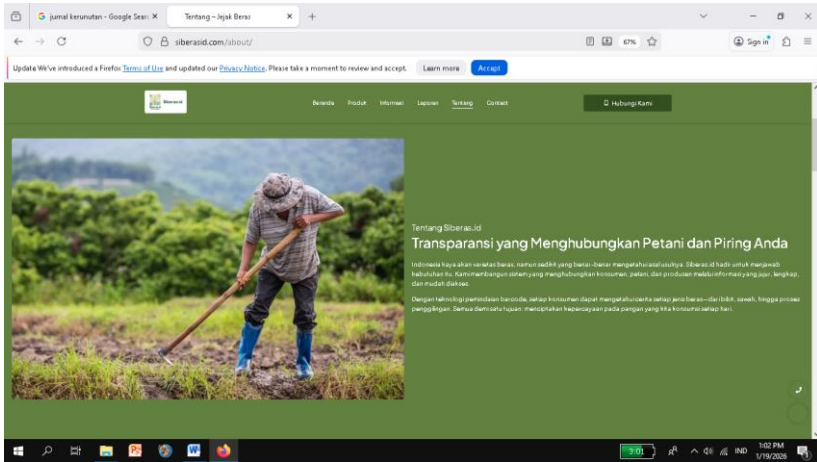 jurnal kerunutan - Google Sear
Tentang – Jejak Beras
siberasid.com/about/
67%
Sign in
Update We've introduced a Firefox Terms of Use and updated our Privacy Notice. Please take a moment to review and accept.
Learn more
Accept
Siberas.id
Beranda Produk Informasi Laporan Tentang Contact
Hubungi Kami
Tentang Siberas.id
Transparansi yang Menghubungkan Petani dan Piring Anda
Indonesia kaya akan varietas beras, namun sedikit yang benar-benar mengetahui asal usulnya. Siberas.id hadir untuk menjawab
kebutuhan itu. Kami membangun sistem yang menghubungkan konsumen, petani, dan produsen melalui informasi yang jujur, lengkap,
dan mudah diakses.
Dengan teknologi pemindaian barcode, setiap konsumen dapat mengetahui cerita setiap jenis beras—dari bibit, sawah, hingga proses
penggilingan. Semua demi satu tujuan: menciptakan kepercayaan pada pangan yang kita konsumsi setiap hari.
3:01
IND
1:02 PM
1/19/2026